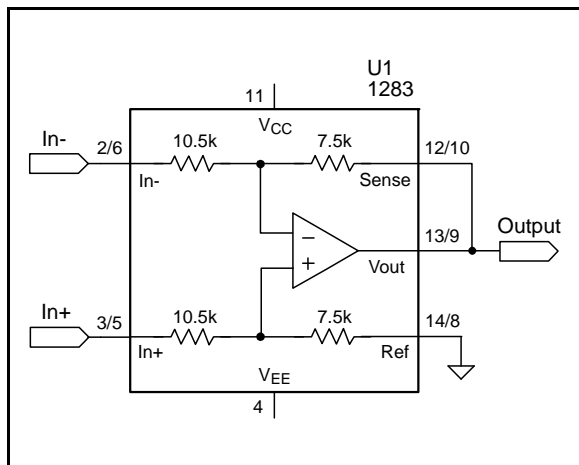 U1
1283
11
VCC
In-
2/6
10.5k
7.5k
12/10
In-
Sense
−
+
Vout
13/9
Output
In+
3/5
10.5k
7.5k
14/8
In+
Ref
VEE
4